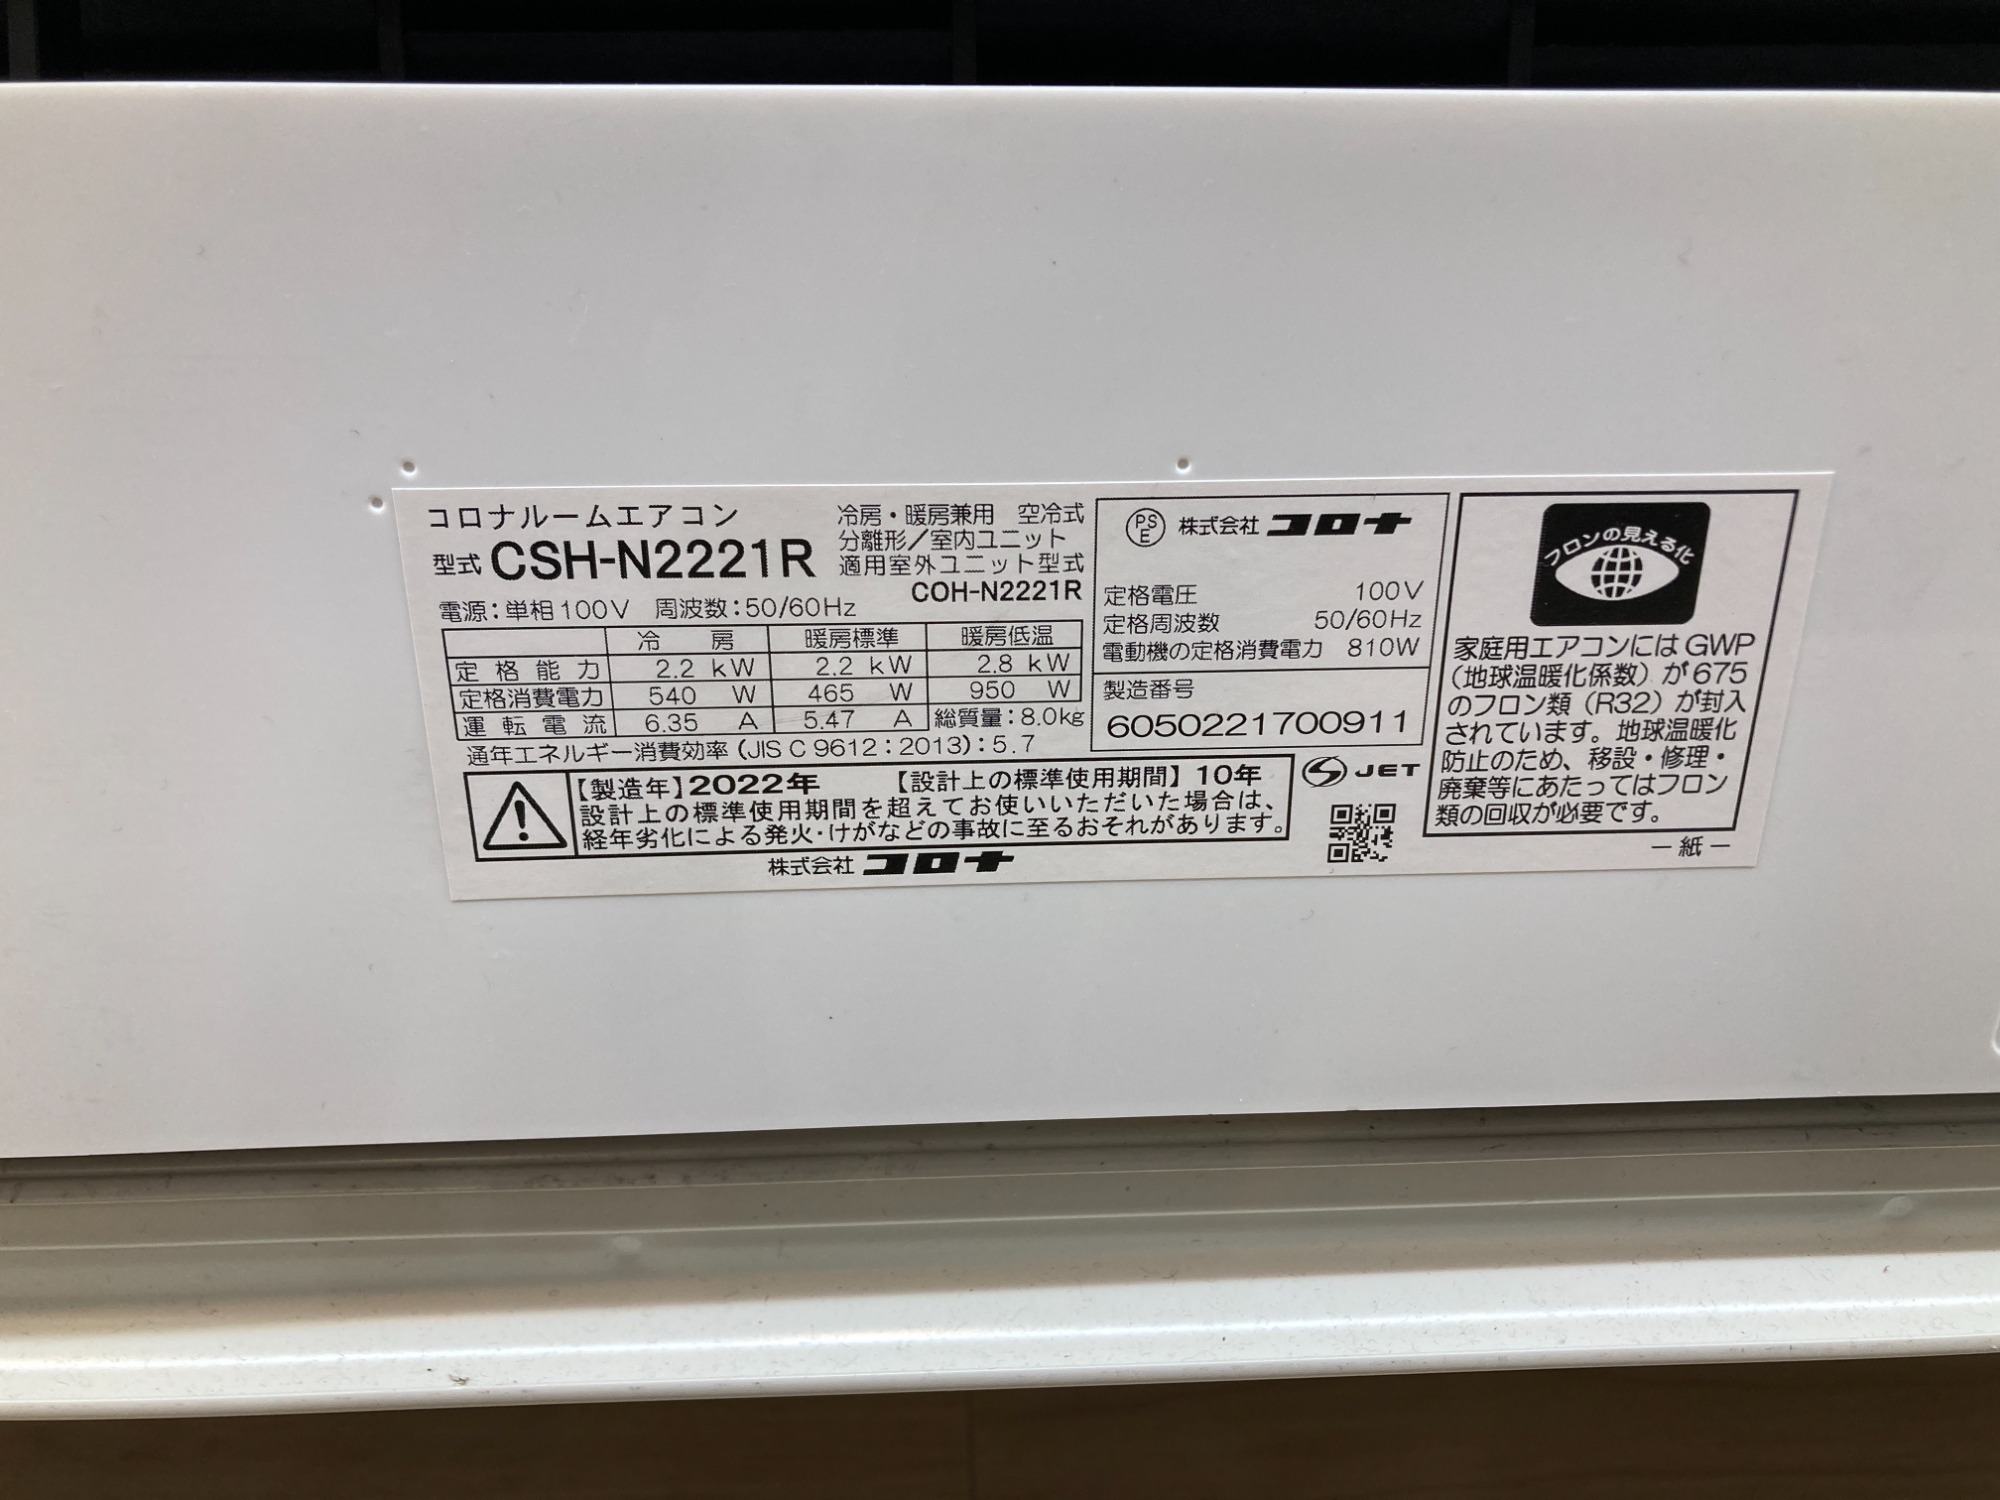 コロナルームエアコン
型式 CSH-N2221R
冷房・暖房兼用 空冷式
分離形／室内ユニット
適用室外ユニット型式
COH-N2221R
電源：単相100V 周波数：50/60Hz
冷 房 暖房標準 暖房低温
定格能力 2.2 kW 2.2 kW 2.8 kW
定格消費電力 540 W 465 W 950 W
運転電流 6.35 A 5.47 A 総質量：8.0kg
通年エネルギー消費効率（JIS C 9612：2013）：5.7
【製造年】2022年 【設計上の標準使用期間】10年
設計上の標準使用期間を超えてお使いいただいた場合は、
経年劣化による発火・けがなどの事故に至るおそれがあります。
株式会社 コロナ
PSE 株式会社 コロナ
定格電圧 100V
定格周波数 50/60Hz
電動機の定格消費電力 810W
製造番号
6050221700911
JET
フロンの見える化
家庭用エアコンにはGWP
（地球温暖化係数）が675
のフロン類（R32）が封入
されています。地球温暖化
防止のため、移設・修理・
廃棄等にあたってはフロン
類の回収が必要です。
－紙－